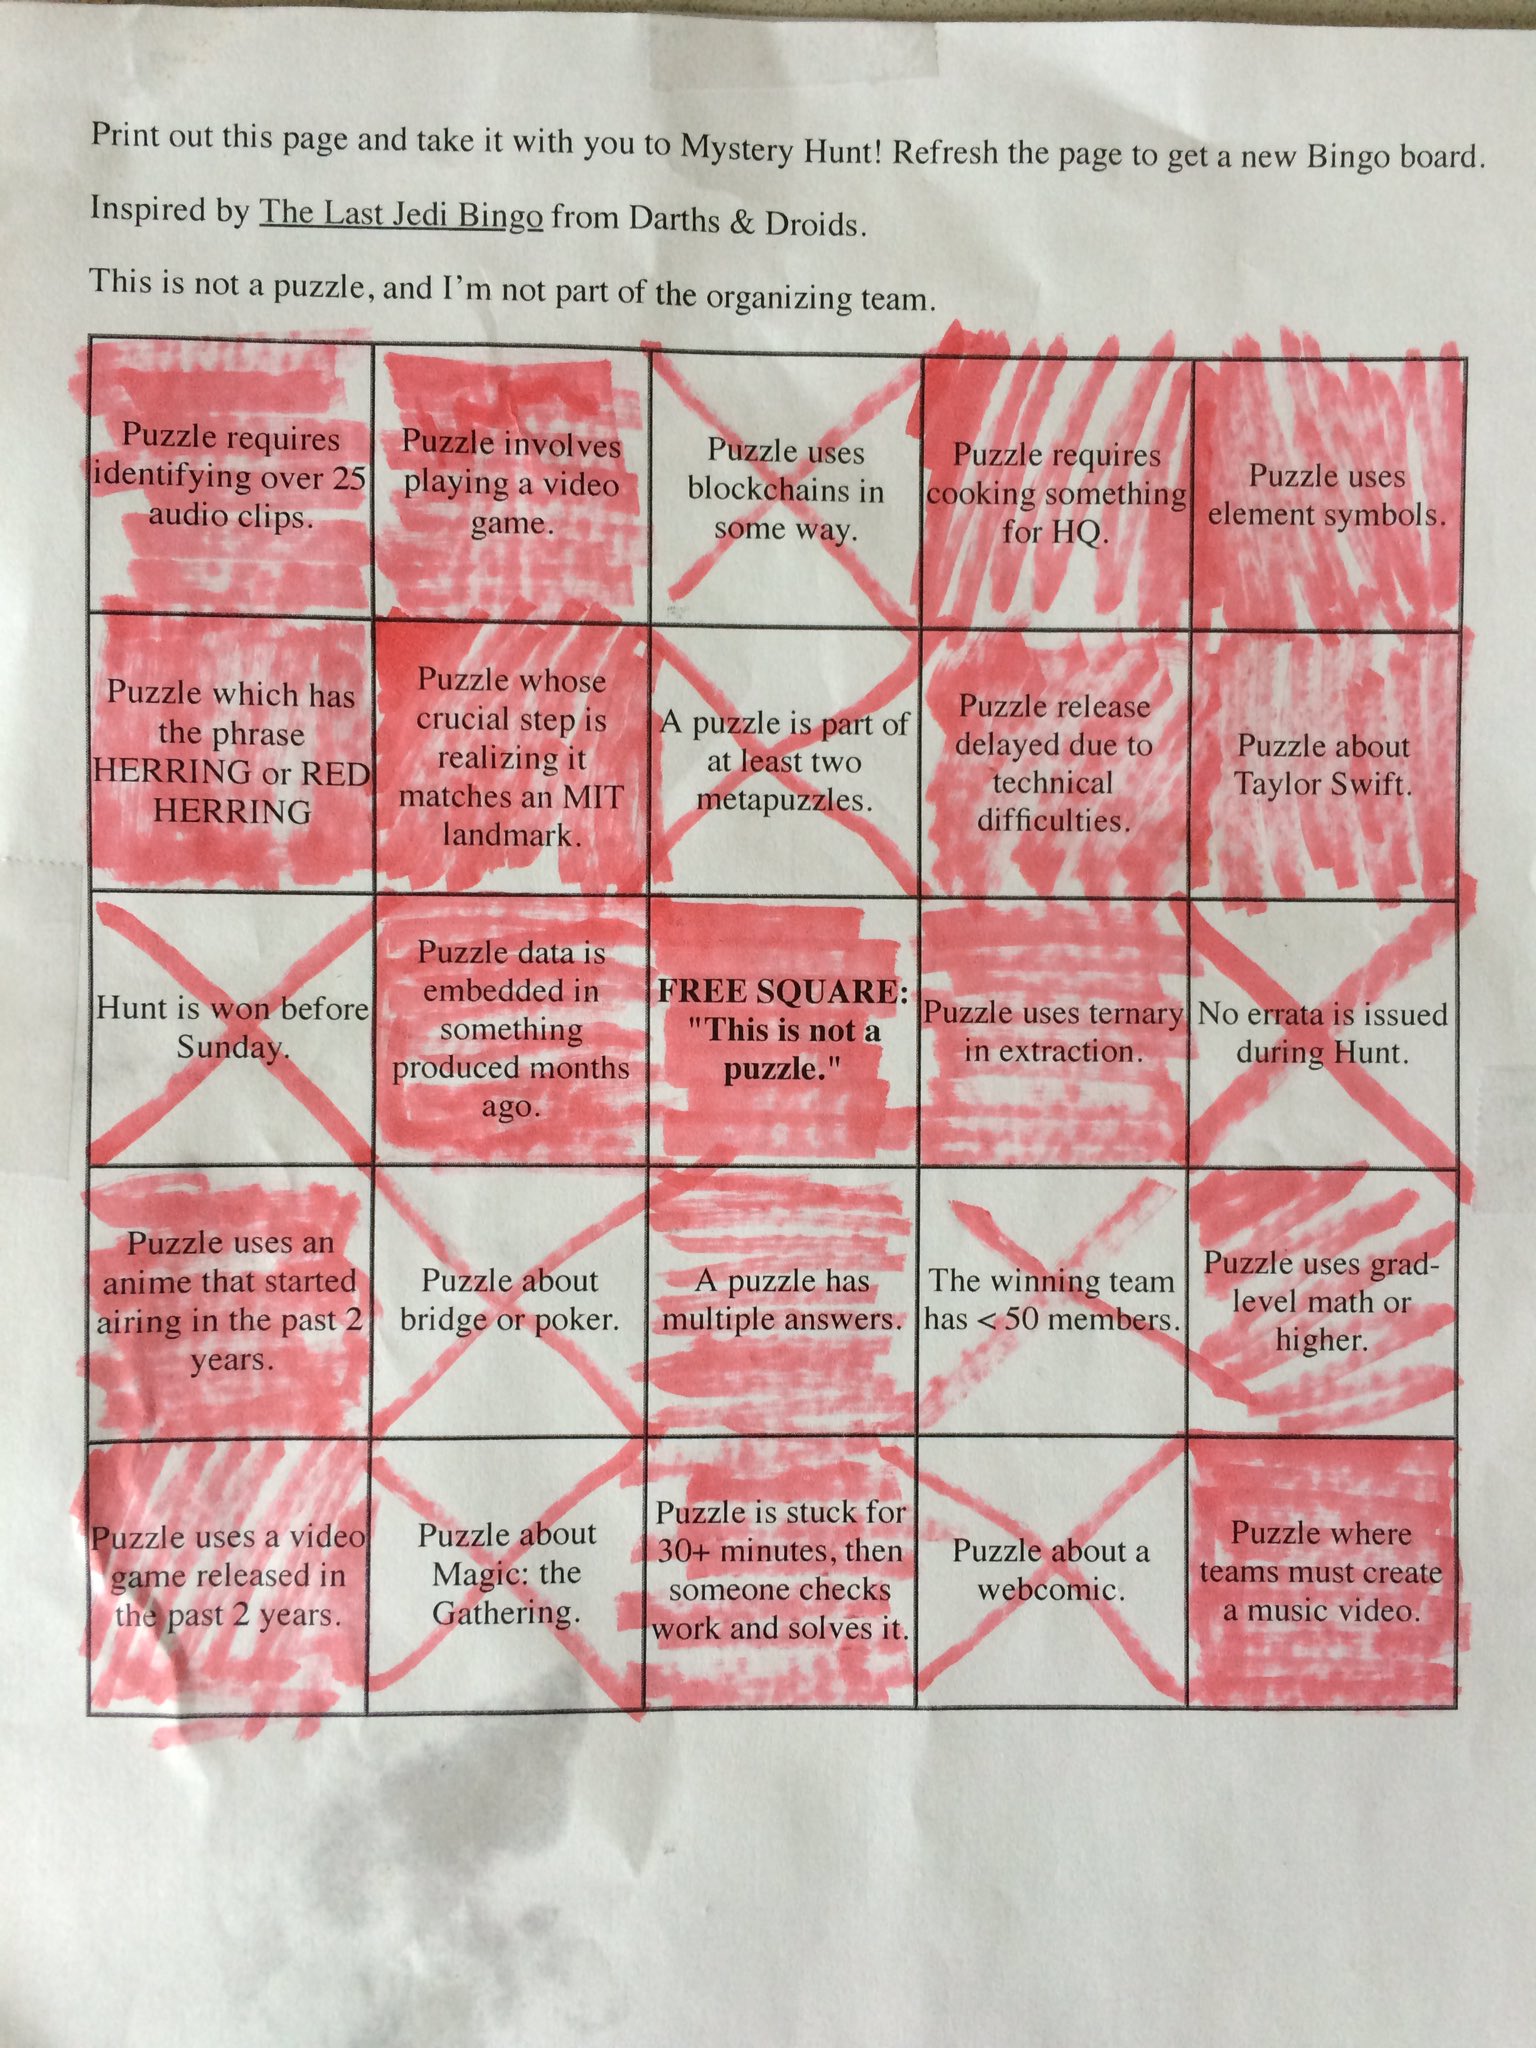 Print out this page and take it with you to Mystery Hunt! Refresh the page to get a new Bingo board.
Inspired by The Last Jedi Bingo from Darths & Droids.
This is not a puzzle, and I'm not part of the organizing team.
Puzzle requires
identifying over 25
audio clips.
Puzzle involves
playing a video
game.
Puzzle uses
blockchains in
some way.
Puzzle requires
cooking something
for HQ.
Puzzle uses
element symbols.
Puzzle which has
the phrase
HERRING or RED
HERRING
Puzzle whose
crucial step is
realizing it
matches an MIT
landmark.
A puzzle is part of
at least two
metapuzzles.
Puzzle release
delayed due to
technical
difficulties.
Puzzle about
Taylor Swift.
Hunt is won before
Sunday.
Puzzle data is
embedded in
something
produced months
ago.
FREE SQUARE:
"This is not a
puzzle."
Puzzle uses ternary
in extraction.
No errata is issued
during Hunt.
Puzzle uses an
anime that started
airing in the past 2
years.
Puzzle about
bridge or poker.
A puzzle has
multiple answers.
The winning team
has < 50 members.
Puzzle uses grad-
level math or
higher.
Puzzle uses a video
game released in
the past 2 years.
Puzzle about
Magic: the
Gathering.
Puzzle is stuck for
30+ minutes, then
someone checks
work and solves it.
Puzzle about a
webcomic.
Puzzle where
teams must create
a music video.